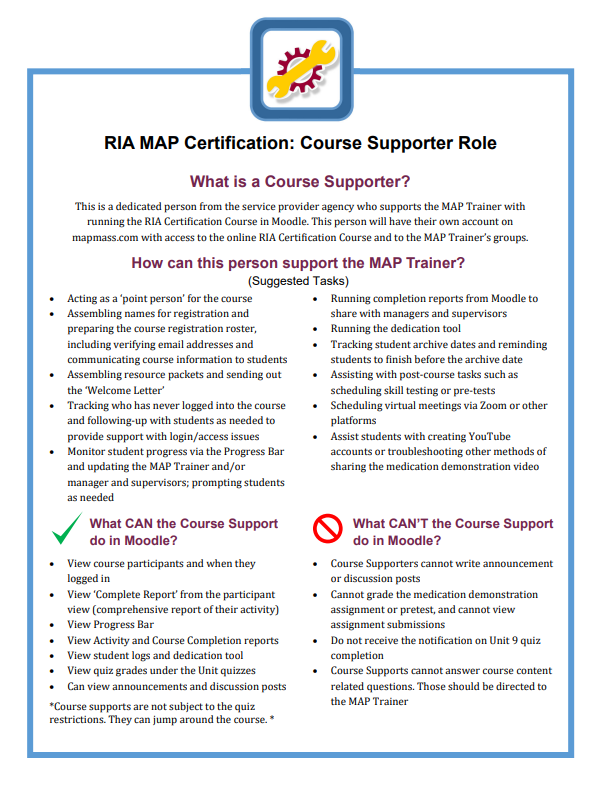 RIA MAP Certification: Course Supporter Role
What is a Course Supporter?
This is a dedicated person from the service provider agency who supports the MAP Trainer with
running the RIA Certification Course in Moodle. This person will have their own account on
mapmass.com with access to the online RIA Certification Course and to the MAP Trainer's groups.
How can this person support the MAP Trainer?
(Suggested Tasks)
• Acting as a 'point person' for the course
• Assembling names for registration and
preparing the course registration roster,
including verifying email addresses and
communicating course information to students
• Assembling resource packets and sending out
the 'Welcome Letter'
• Tracking who has never logged into the course
and following-up with students as needed to
provide support with login/access issues
• Monitor student progress via the Progress Bar
and updating the MAP Trainer and/or
manager and supervisors; prompting students
as needed
• Running completion reports from Moodle to
share with managers and supervisors
• Running the dedication tool
• Tracking student archive dates and reminding
students to finish before the archive date
• Assisting with post-course tasks such as
scheduling skill testing or pre-tests
• Scheduling virtual meetings via Zoom or other
platforms
• Assist students with creating YouTube
accounts or troubleshooting other methods of
sharing the medication demonstration video
What CAN the Course Support
do in Moodle?
• View course participants and when they
logged in
• View 'Complete Report' from the participant
view (comprehensive report of their activity)
• View Progress Bar
• View Activity and Course Completion reports
• View student logs and dedication tool
• View quiz grades under the Unit quizzes
• Can view announcements and discussion posts
*Course supports are not subject to the quiz
restrictions. They can jump around the course. *
What CAN'T the Course Support
do in Moodle?
• Course Supporters cannot write announcement
or discussion posts
• Cannot grade the medication demonstration
assignment or pretest, and cannot view
assignment submissions
• Do not receive the notification on Unit 9 quiz
completion
• Course Supports cannot answer course content
related questions. Those should be directed to
the MAP Trainer